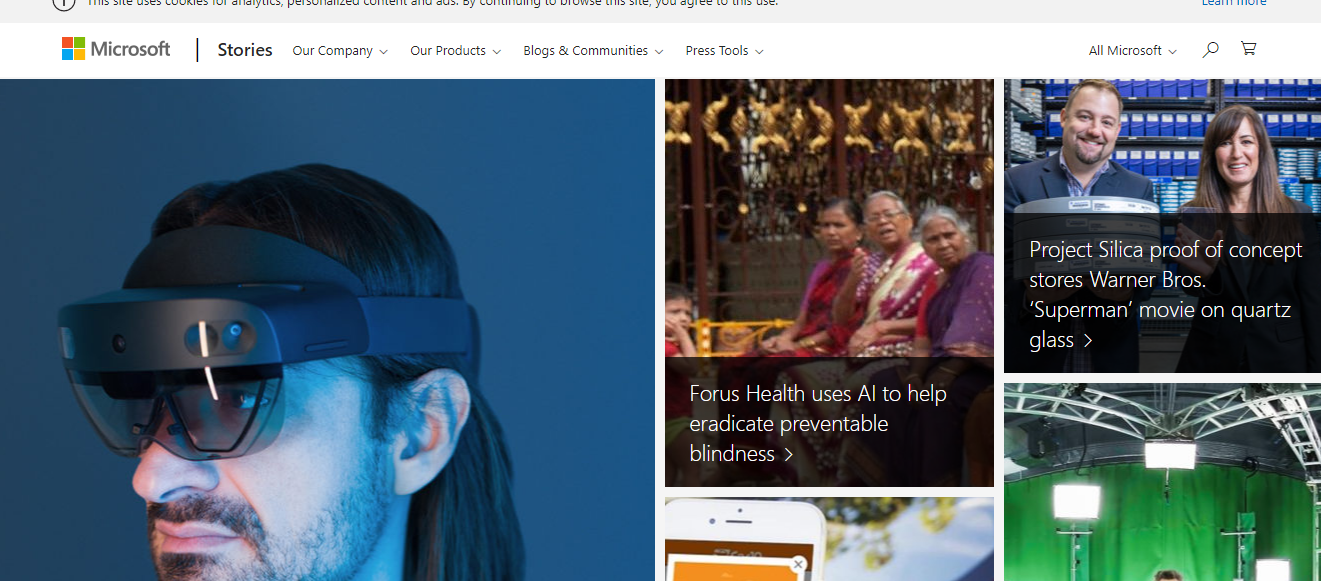 This site uses cookies for analytics, personalized content and ads. By continuing to browse this site, you agree to this use.
Learn more
Microsoft
Stories
Our Company
Our Products
Blogs & Communities
Press Tools
All Microsoft
Project Silica proof of concept
stores Warner Bros.
‘Superman’ movie on quartz
glass
Forus Health uses AI to help
eradicate preventable
blindness